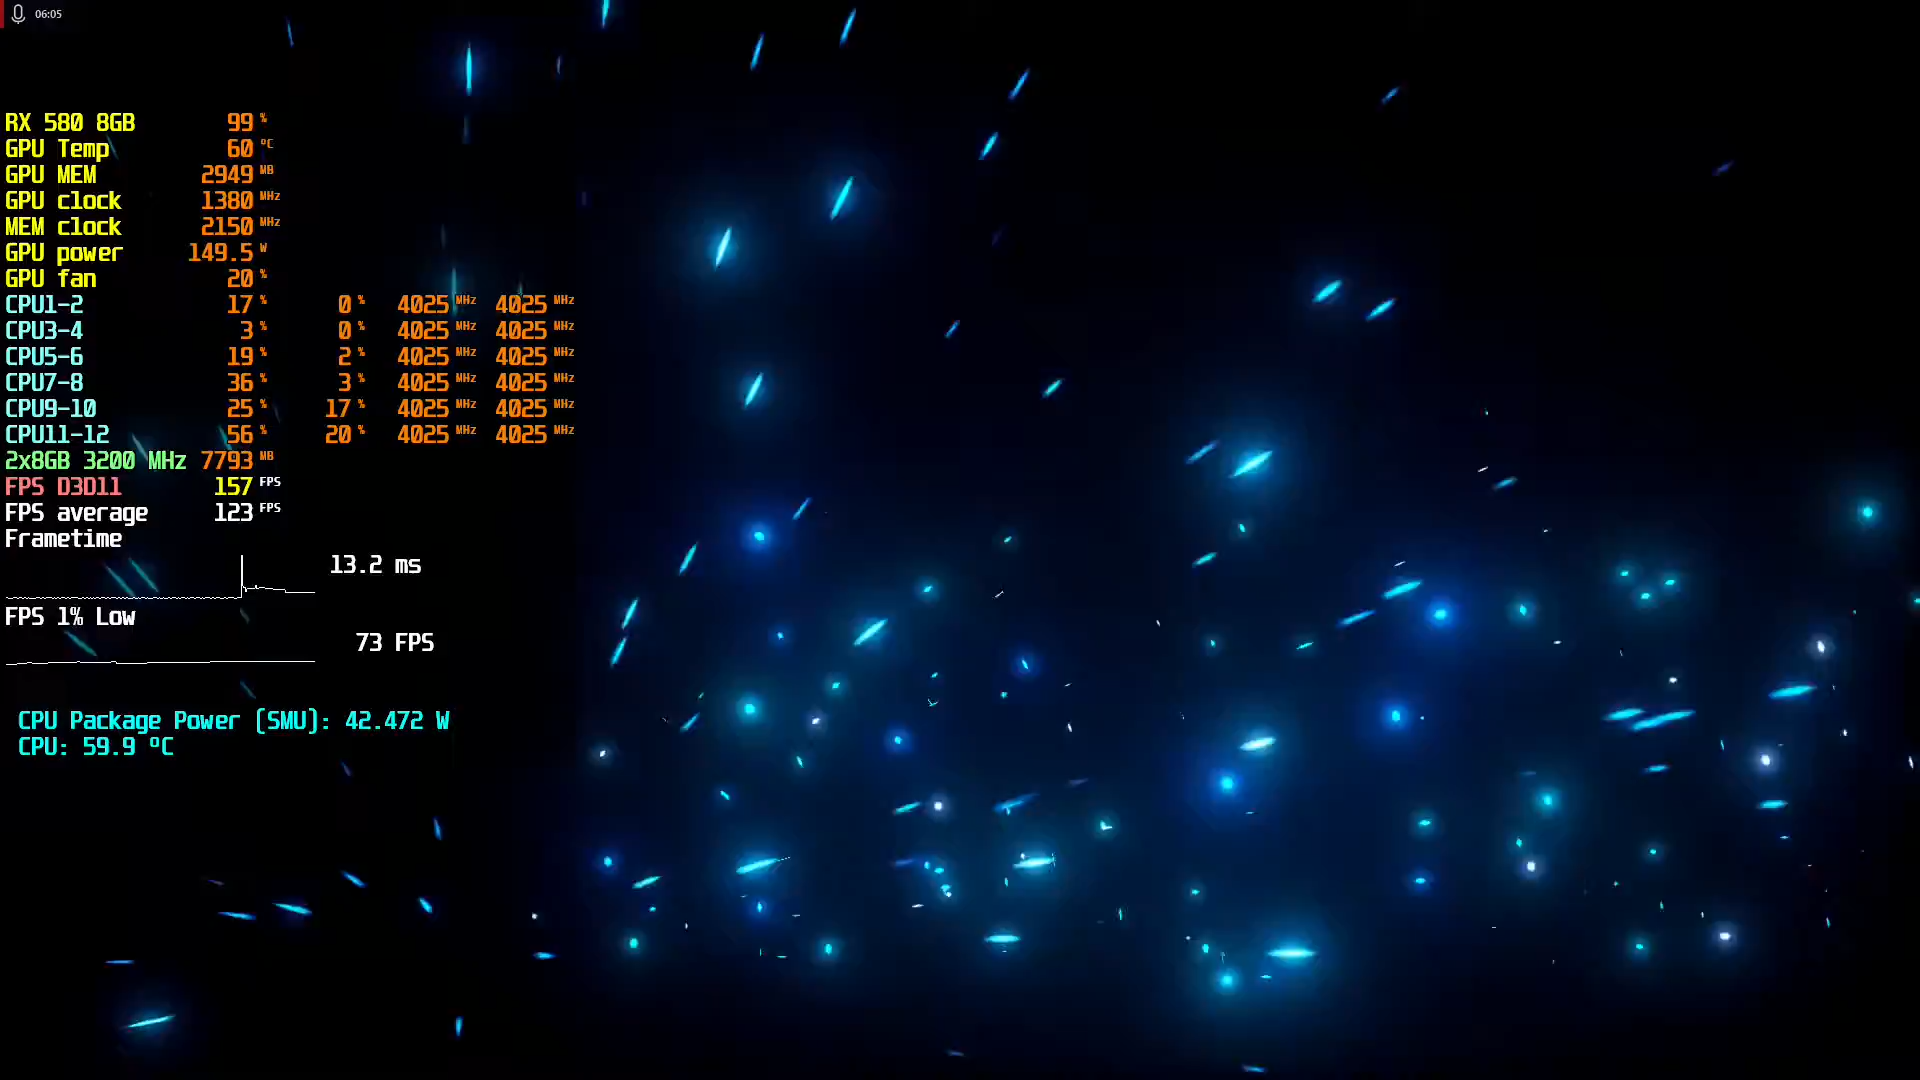 06:05
RX 580 8GB 99 %
GPU Temp 60 °C
GPU MEM 2949 MB
GPU clock 1380 MHz
MEM clock 2150 MHz
GPU power 149.5 W
GPU fan 20 %
CPU1-2 17 % 0 % 4025 MHz 4025 MHz
CPU3-4 3 % 0 % 4025 MHz 4025 MHz
CPU5-6 19 % 2 % 4025 MHz 4025 MHz
CPU7-8 36 % 3 % 4025 MHz 4025 MHz
CPU9-10 25 % 17 % 4025 MHz 4025 MHz
CPU11-12 56 % 20 % 4025 MHz 4025 MHz
2x8GB 3200 MHz 7793 MB
FPS D3D11 157 FPS
FPS average 123 FPS
Frametime
13.2 ms
FPS 1% Low
73 FPS
CPU Package Power (SMU): 42.472 W
CPU: 59.9 ºC